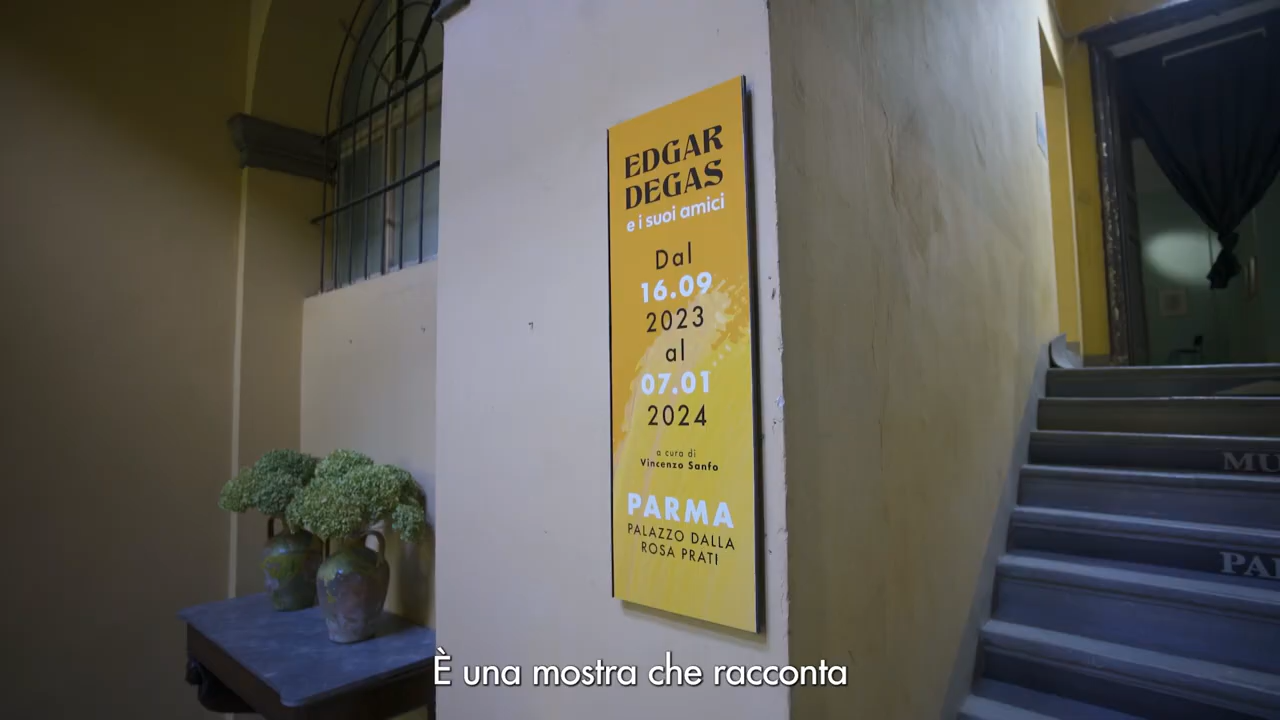 EDGAR
DEGAS
e i suoi amici
Dal
16.09
2023
al
07.01
2024
a cura di
Vincenzo Sanfo
PARMA
PALAZZO DALLA
ROSA PRATI
È una mostra che racconta